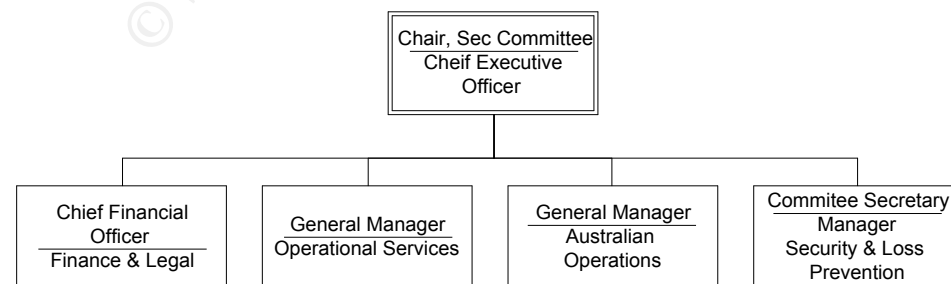 ©
Chair, Sec Committee
Cheif Executive
Officer
Chief Financial
Officer
Finance & Legal
General Manager
Operational Services
General Manager
Australian
Operations
Commitee Secretary
Manager
Security & Loss
Prevention